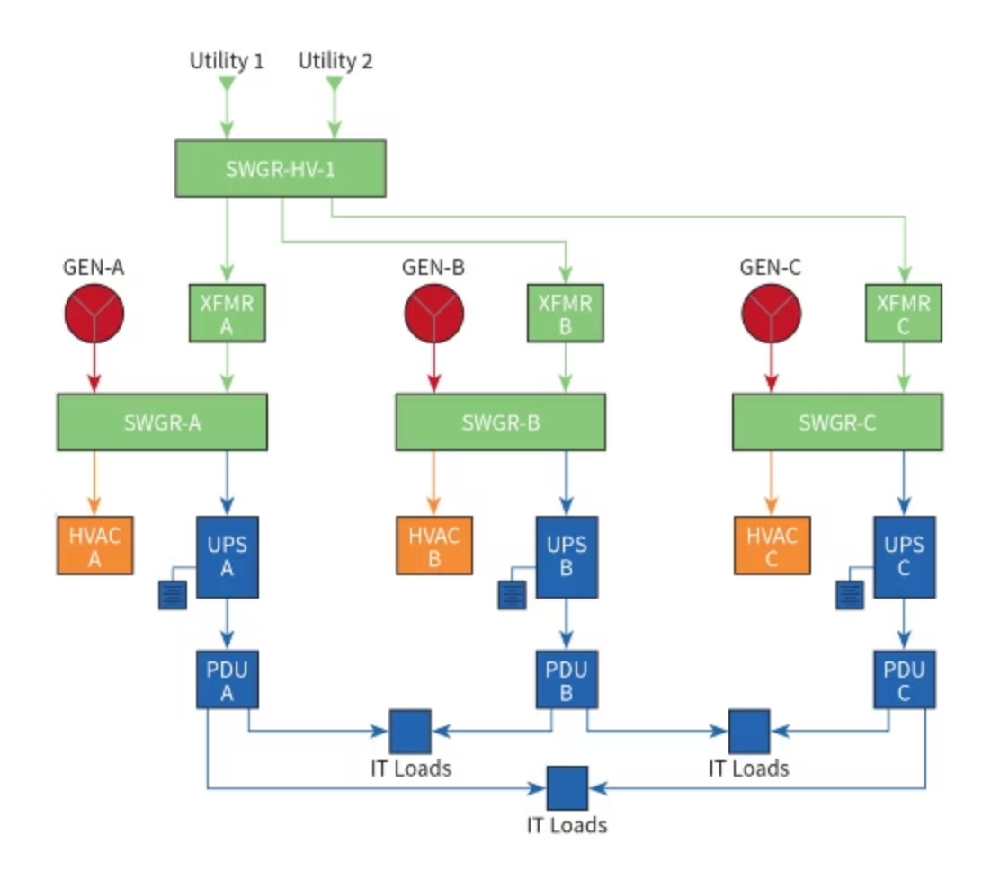 Utility 1 Utility 2
SWGR-HV-1
GEN-A
XFMR
A
GEN-B
XFMR
B
GEN-C
XFMR
C
SWGR-A
SWGR-B
SWGR-C
HVAC
A
UPS
A
HVAC
B
UPS
B
HVAC
C
UPS
C
PDU
A
PDU
B
PDU
C
IT Loads
IT Loads
IT Loads